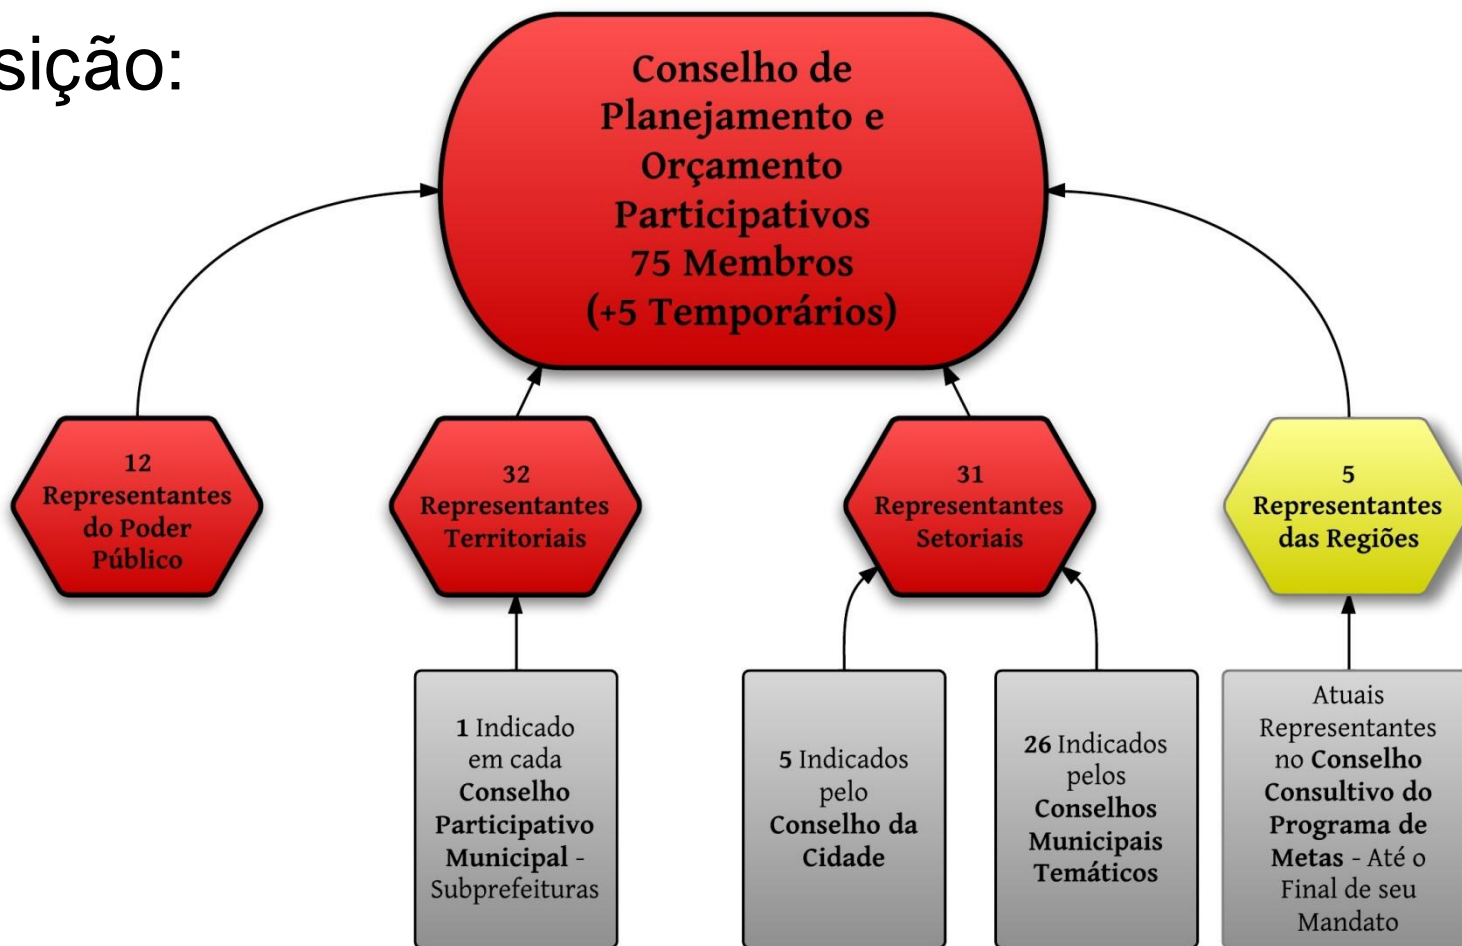 sição:
Conselho de
Planejamento e
Orçamento
Participativos
75 Membros
(+5 Temporários)
12
Representantes
do Poder
Público
32
Representantes
Territoriais
31
Representantes
Setoriais
5
Representantes
das Regiões
1 Indicado
em cada
Conselho
Participativo
Municipal -
Subprefeituras
5 Indicados
pelo
Conselho da
Cidade
26 Indicados
pelos
Conselhos
Municipais
Temáticos
Atuais
Representantes
no Conselho
Consultivo do
Programa de
Metas - Até o
Final de seu
Mandato